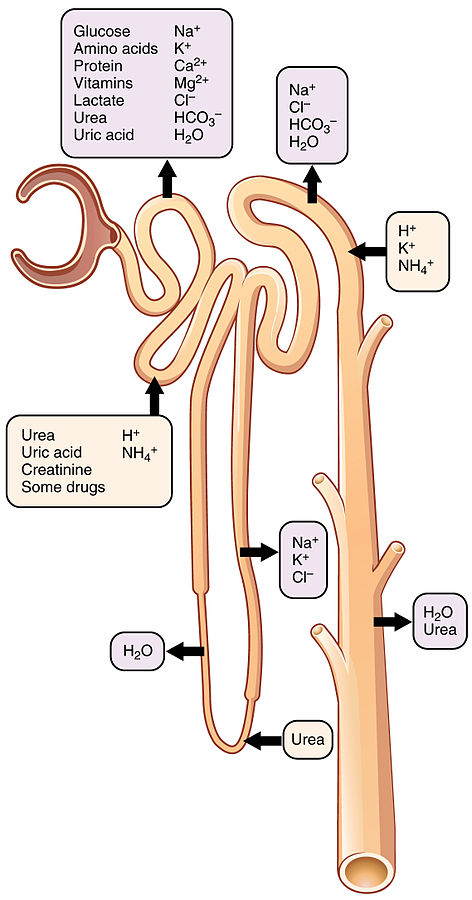 Glucose Na⁺
Amino acids K⁺
Protein Ca²⁺
Vitamins Mg²⁺
Lactate Cl⁻
Urea HCO₃⁻
Uric acid H₂O
Na⁺
Cl⁻
HCO₃⁻
H₂O
H⁺
K⁺
NH₄⁺
Urea H⁺
Uric acid NH₄⁺
Creatinine
Some drugs
Na⁺
K⁺
Cl⁻
H₂O
Urea
H₂O
Urea